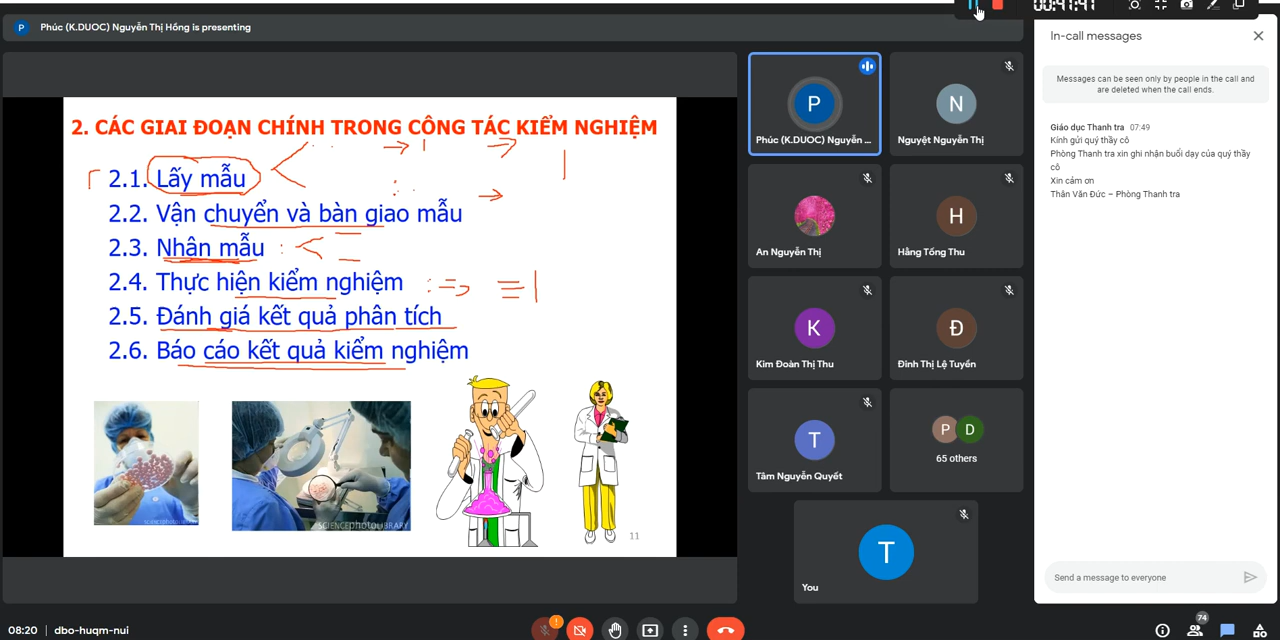 00:41:41
P Phúc (K.DUOC) Nguyễn Thị Hồng is presenting
2. CÁC GIAI ĐOẠN CHÍNH TRONG CÔNG TÁC KIỂM NGHIỆM
2.1. Lấy mẫu
2.2. Vận chuyển và bàn giao mẫu
2.3. Nhân mẫu
2.4. Thực hiện kiểm nghiệm
2.5. Đánh giá kết quả phân tích
2.6. Báo cáo kết quả kiểm nghiệm
SCIENCEPHOTOLIBRARY
11
P
Phúc (K.DUOC) Nguyễn ...
N
Nguyệt Nguyễn Thị
An Nguyễn Thị
H
Hằng Tống Thu
K
Kim Đoàn Thị Thu
Đ
Đinh Thị Lệ Tuyền
T
Tâm Nguyễn Quyết
P D
65 others
T
You
In-call messages
Messages can be seen only by people in the call and
are deleted when the call ends.
Giáo dục Thanh tra 07:49
Kính gửi quý thầy cô
Phòng Thanh tra xin ghi nhận buổi dạy của quý thầy
cô
Xin cảm ơn
Thân Văn Đức – Phòng Thanh tra
Send a message to everyone
08:20 | dbo-huqm-nui
!
74